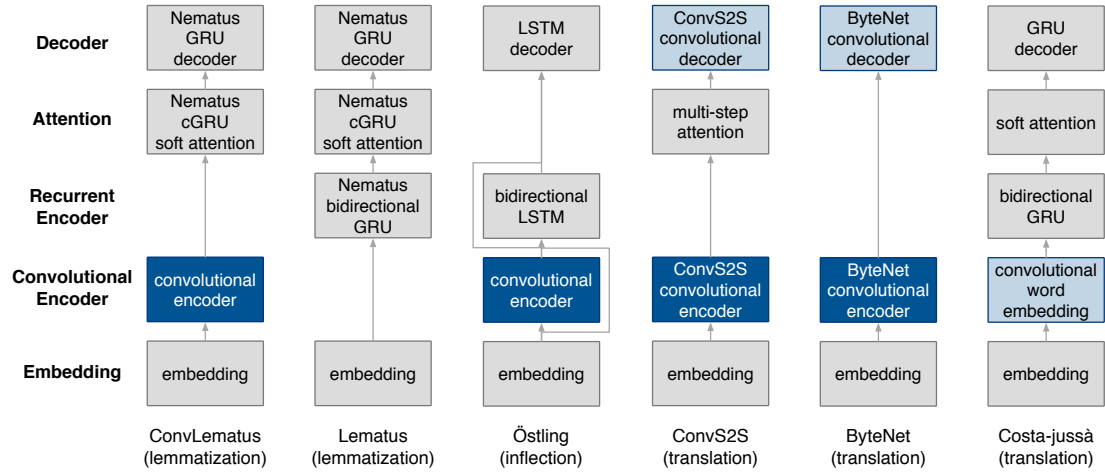 Decoder
Nematus
GRU
decoder
Nematus
GRU
decoder
LSTM
decoder
ConvS2S
convolutional
decoder
ByteNet
convolutional
decoder
GRU
decoder
Attention
Nematus
cGRU
soft attention
Nematus
cGRU
soft attention
multi-step
attention
soft attention
Recurrent
Encoder
Nematus
bidirectional
GRU
bidirectional
LSTM
bidirectional
GRU
Convolutional
Encoder
convolutional
encoder
convolutional
encoder
ConvS2S
convolutional
encoder
ByteNet
convolutional
encoder
convolutional
word
embedding
Embedding
embedding
embedding
embedding
embedding
embedding
embedding
ConvLematus
(lemmatization)
Lematus
(lemmatization)
Östling
(inflection)
ConvS2S
(translation)
ByteNet
(translation)
Costa-jussà
(translation)